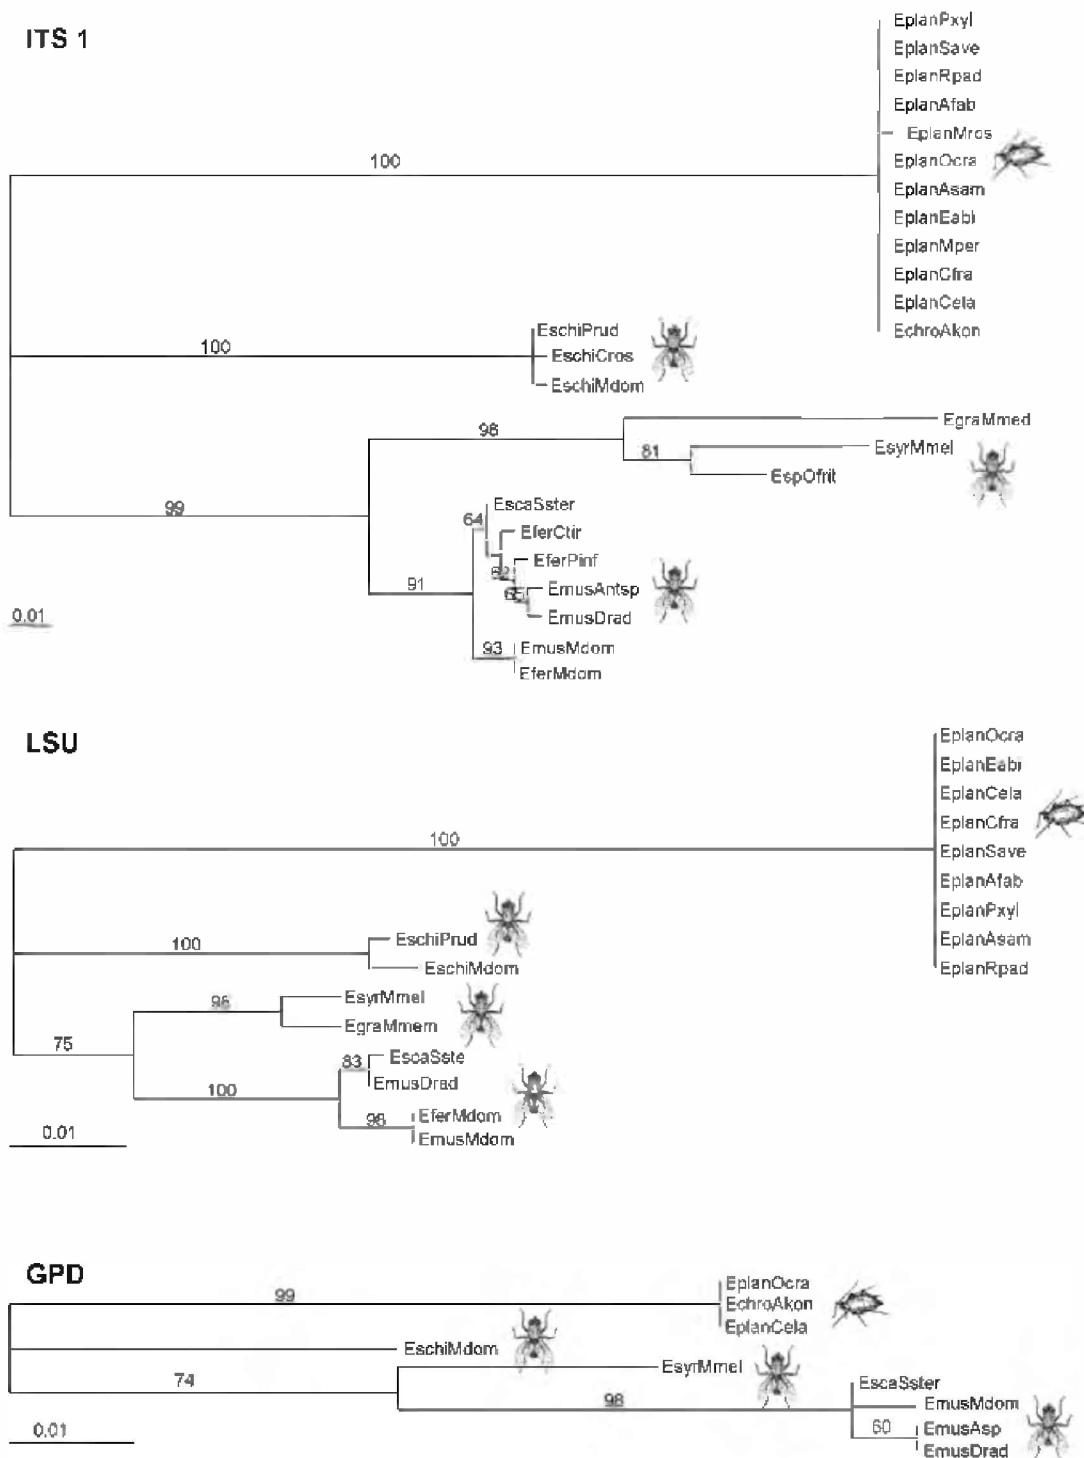 ITS 1
EplanPxyl
EplanSave
EplanRpad
EplanAfab
EplanMros
100
EplanOcra
EplanAsam
EplanEabi
EplanMper
EplanCfra
EplanCela
EchroAkon
EschiPrud
100
EschiCros
EschiMdom
EgraMmed
98
EsyrMmel
81
EspOfrit
EscaSster
99
64
EferCtir
EferPinf
91
EmusAntsp
0.01
EmusDrad
93
EmusMdom
EferMdom
LSU
EplanOcra
EplanEabi
EplanCela
EplanCfra
100
EplanSave
EplanAfab
EplanPxyl
EplanAsam
EplanRpad
100
EschiPrud
EschiMdom
EsyrMmel
EgraMmem
75
EscaSste
83
EmusDrad
100
EferMdom
0.01
EmusMdom
GPD
EplanOcra
99
EchroAkon
EplanCela
EschiMdom
EsyrMmel
74
EscaSster
98
EmusMdom
60
EmusAsp
0.01
EmusDrad